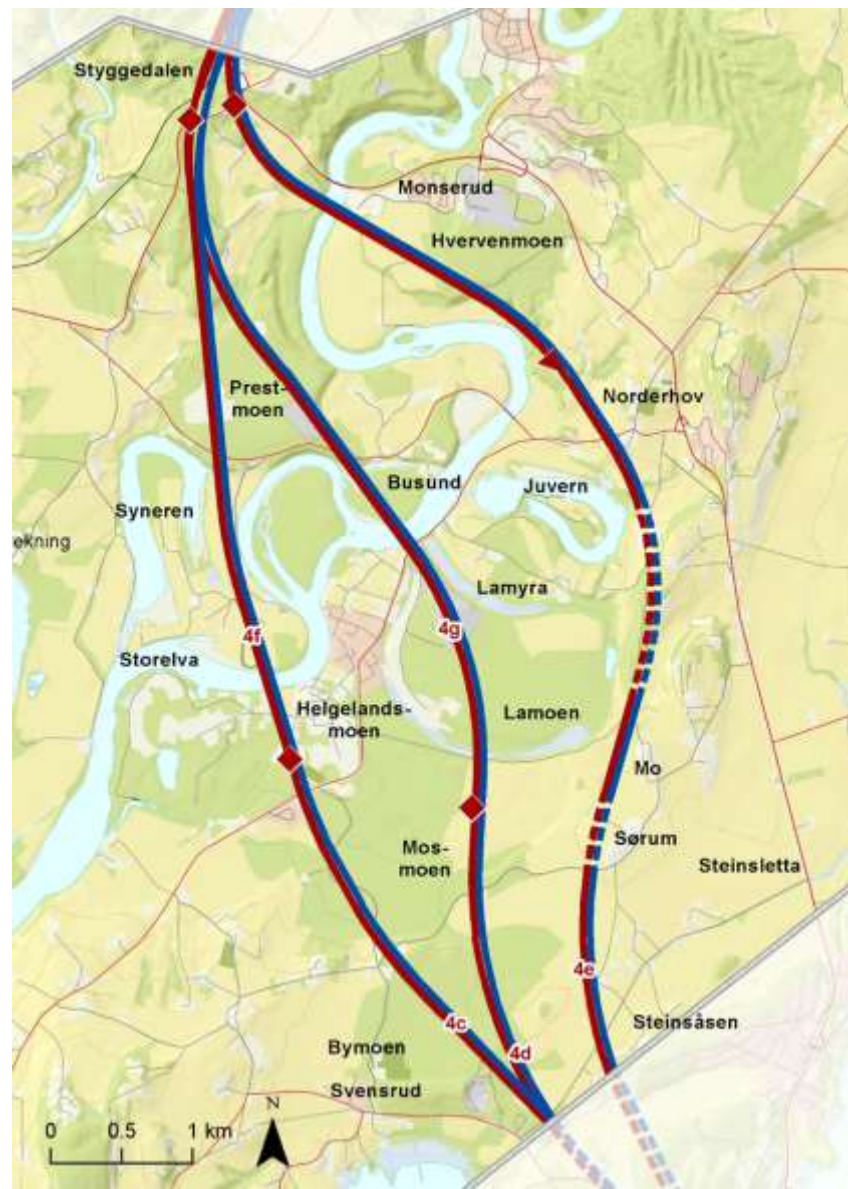 Styggedalen
Monserud
Hvervenmoen
Prest-
moen
Norderhov
Busund
Juvern
Syneren
ekning
Lamyra
4f
4g
Storelva
Helgelands-
moen
Lamoen
Mo
Mos-
moen
Sørum
Steinsletta
4e
4c
Steinsåsen
Bymoen
4d
Svensrud
N
0 0.5 1 km